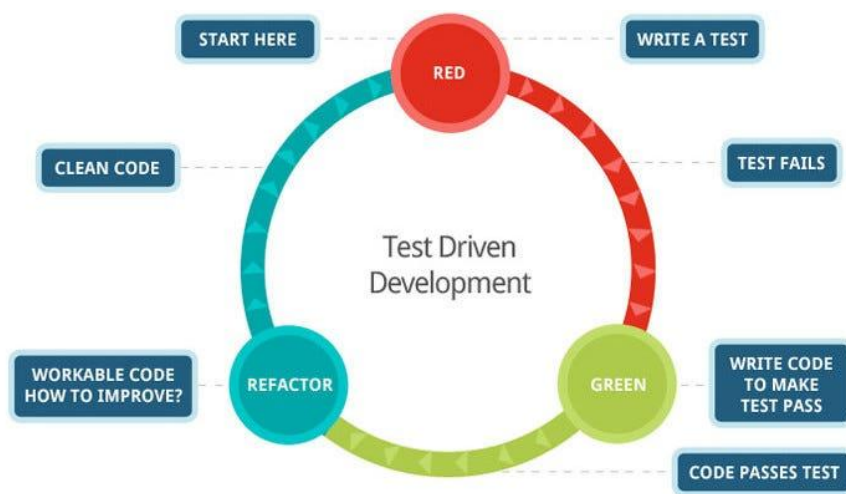 START HERE
RED
WRITE A TEST
CLEAN CODE
TEST FAILS
Test Driven
Development
WORKABLE CODE
HOW TO IMPROVE?
REFACTOR
GREEN
WRITE CODE
TO MAKE
TEST PASS
CODE PASSES TEST